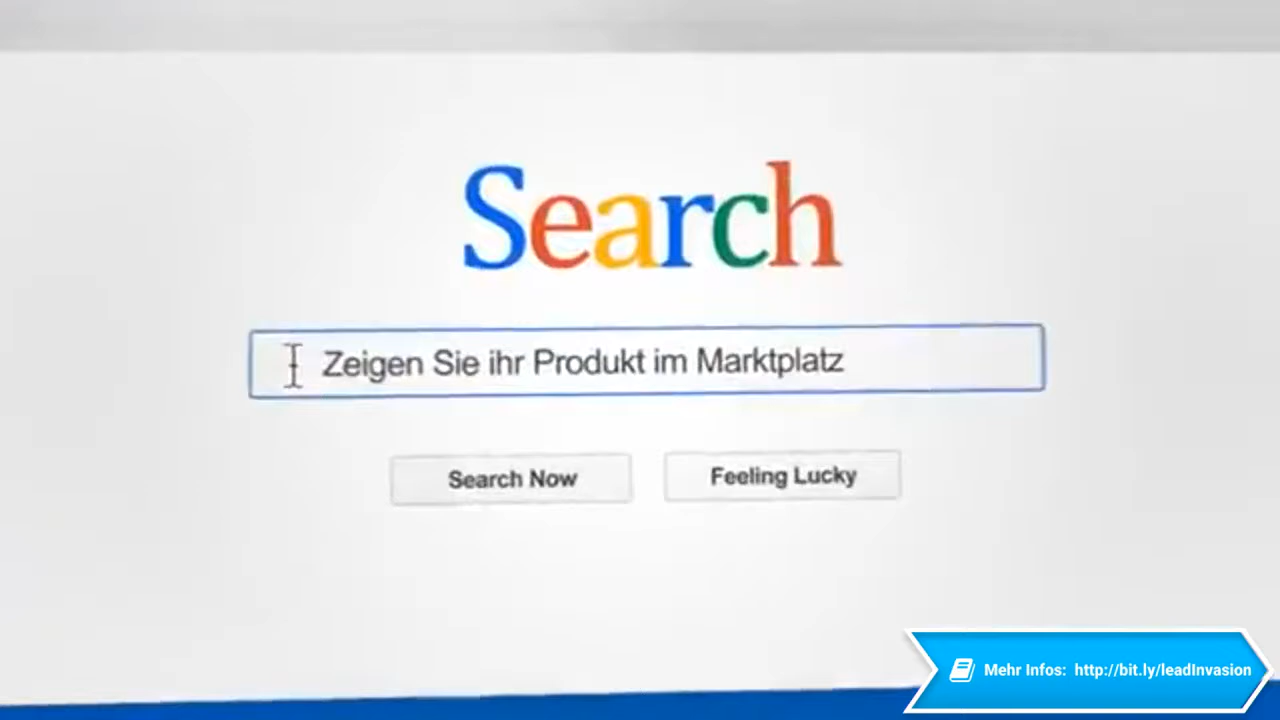 Search
Zeigen Sie ihr Produkt im Marktplatz
Search Now
Feeling Lucky
Mehr Infos: http://bit.ly/leadInvasion